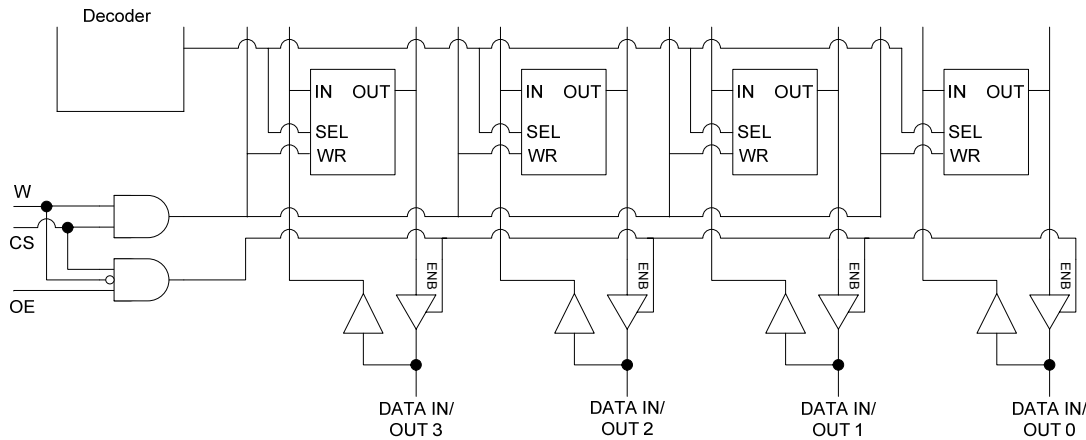 Decoder
IN OUT
SEL
WR
IN OUT
SEL
WR
IN OUT
SEL
WR
IN OUT
SEL
WR
W
CS
OE
ENB
ENB
ENB
ENB
DATA IN/
OUT 3
DATA IN/
OUT 2
DATA IN/
OUT 1
DATA IN/
OUT 0